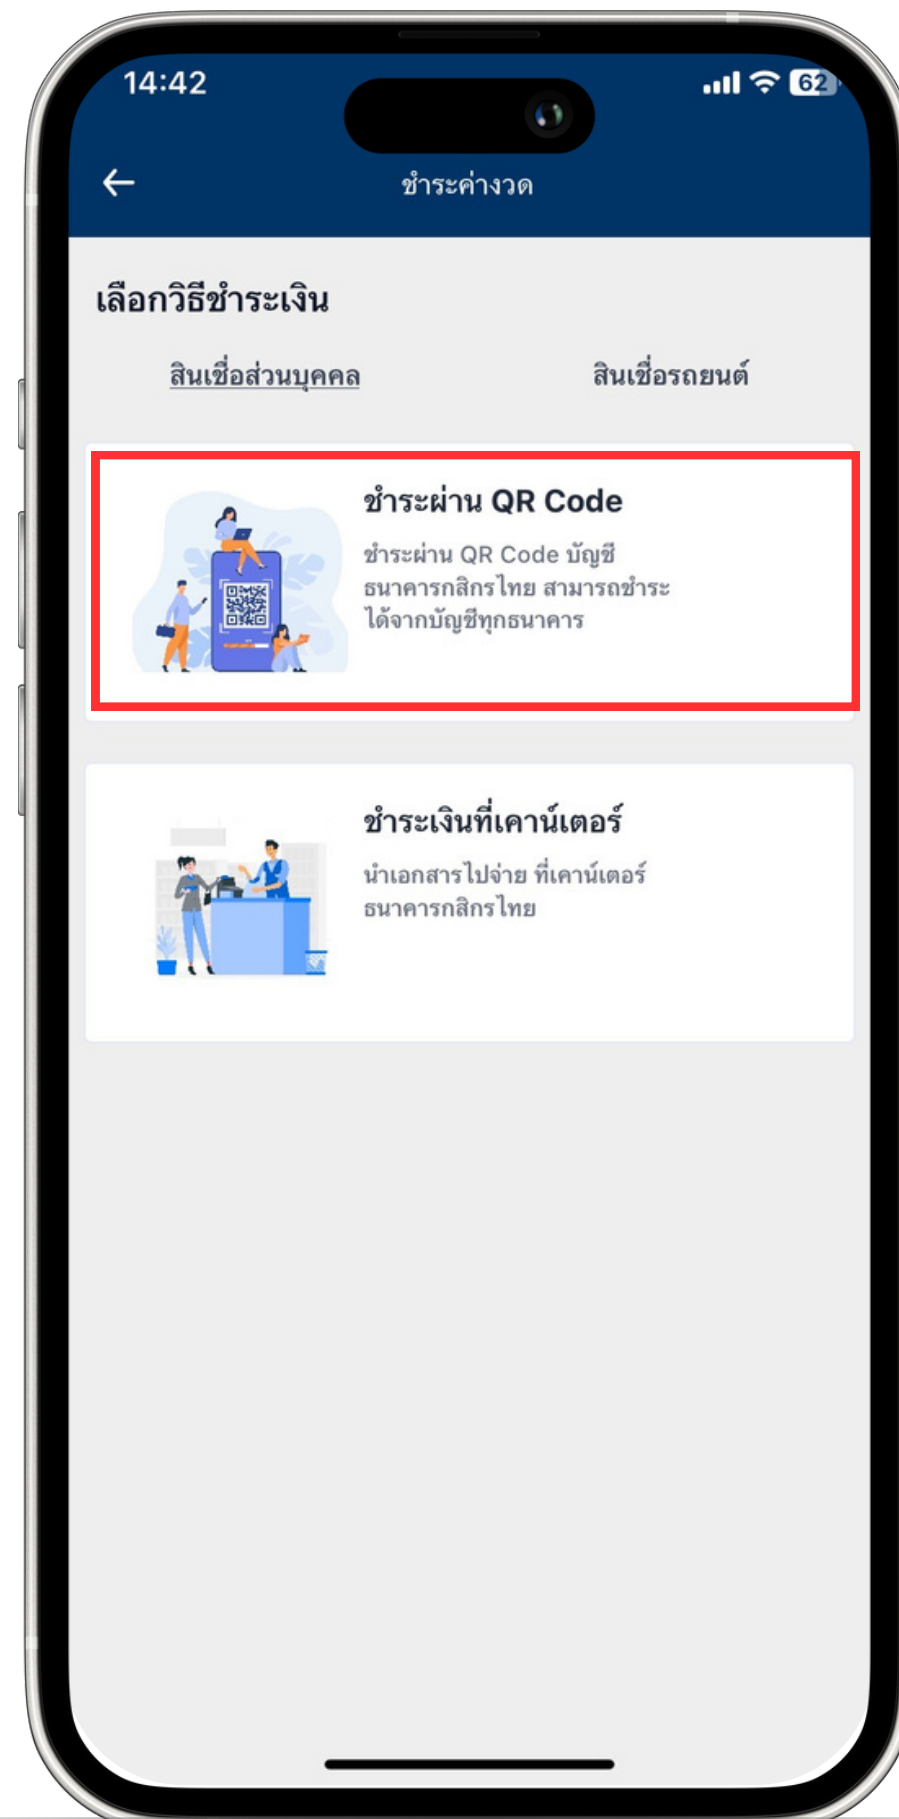 14:42
62
ชำระค่างวด
เลือกวิธีชำระเงิน
สินเชื่อส่วนบุคคล
สินเชื่อรถยนต์
ชำระผ่าน QR Code
ชำระผ่าน QR Code บัญชี
ธนาคารกสิกรไทย สามารถชำระ
ได้จากบัญชีทุกธนาคาร
ชำระเงินที่เคาน์เตอร์
นำเอกสารไปจ่าย ที่เคาน์เตอร์
ธนาคารกสิกรไทย